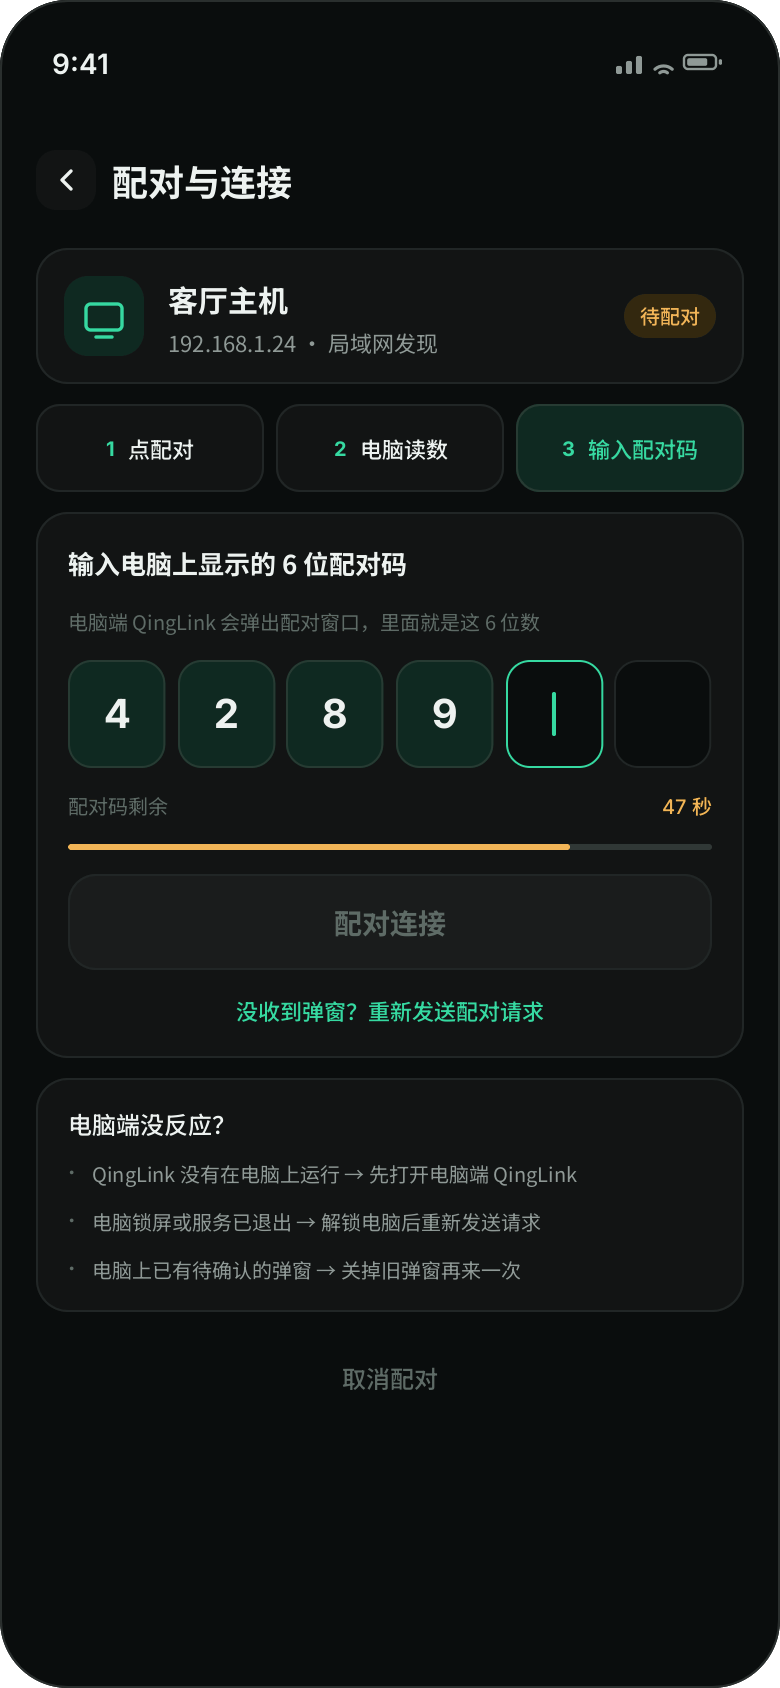 9:41
配对与连接
客厅主机
192.168.1.24 · 局域网发现
待配对
1 点配对
2 电脑读数
3 输入配对码
输入电脑上显示的 6 位配对码
电脑端 QingLink 会弹出配对窗口，里面就是这 6 位数
4 2 8 9
配对码剩余 47 秒
配对连接
没收到弹窗？重新发送配对请求
电脑端没反应？
· QingLink 没有在电脑上运行 → 先打开电脑端 QingLink
· 电脑锁屏或服务已退出 → 解锁电脑后重新发送请求
· 电脑上已有待确认的弹窗 → 关掉旧弹窗再来一次
取消配对